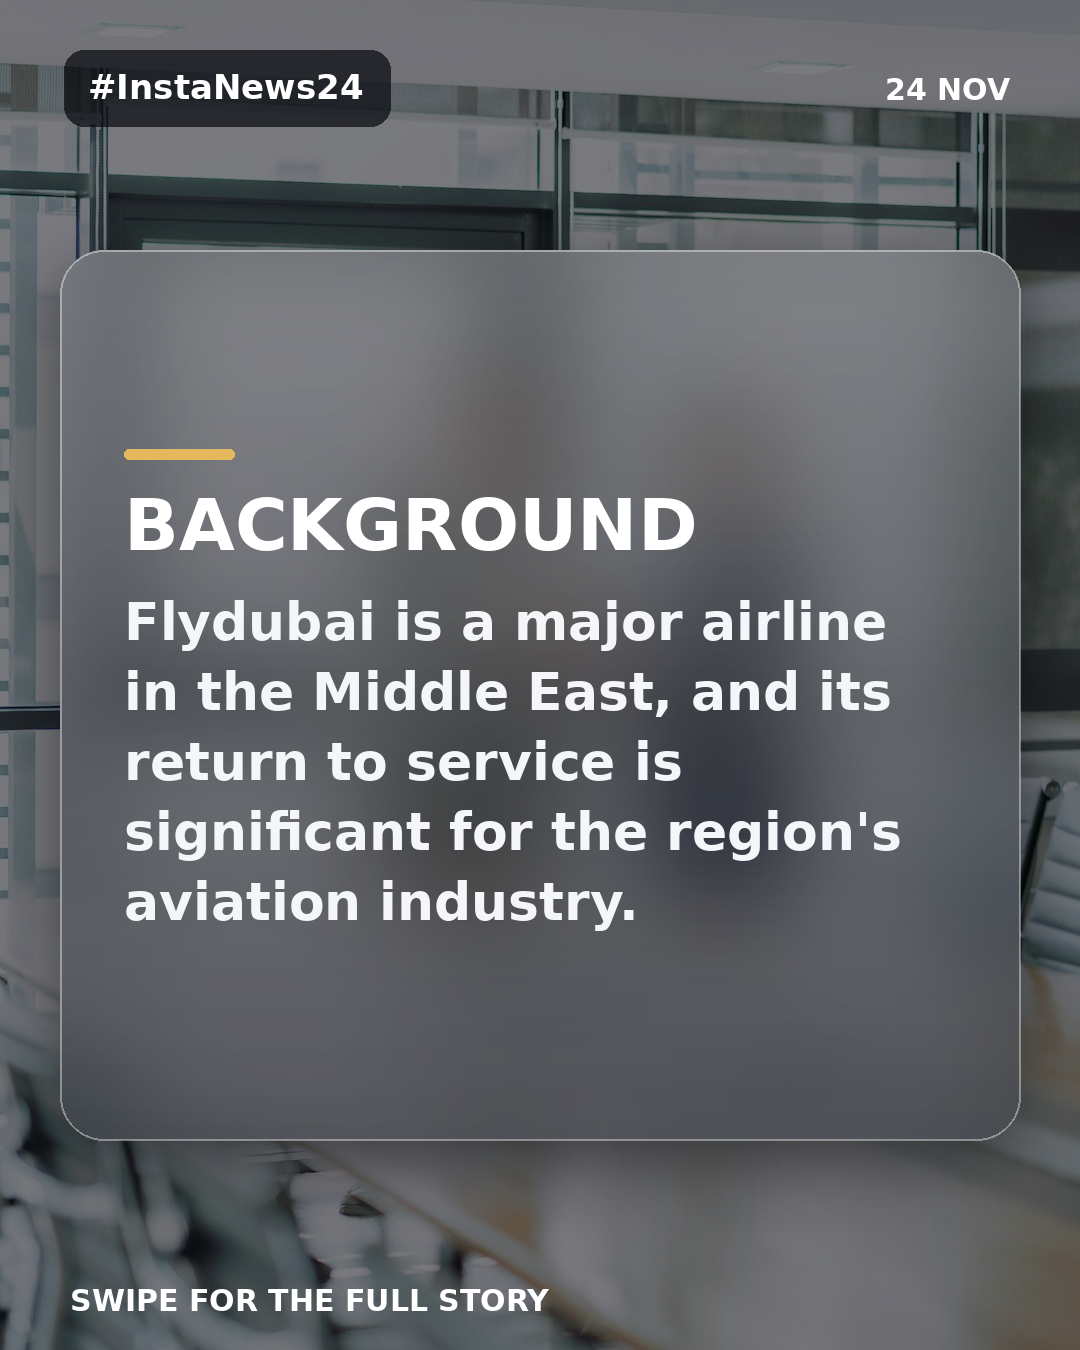 #InstaNews24
24 NOV
BACKGROUND
Flydubai is a major airline
in the Middle East, and its
return to service is
significant for the region's
aviation industry.
SWIPE FOR THE FULL STORY